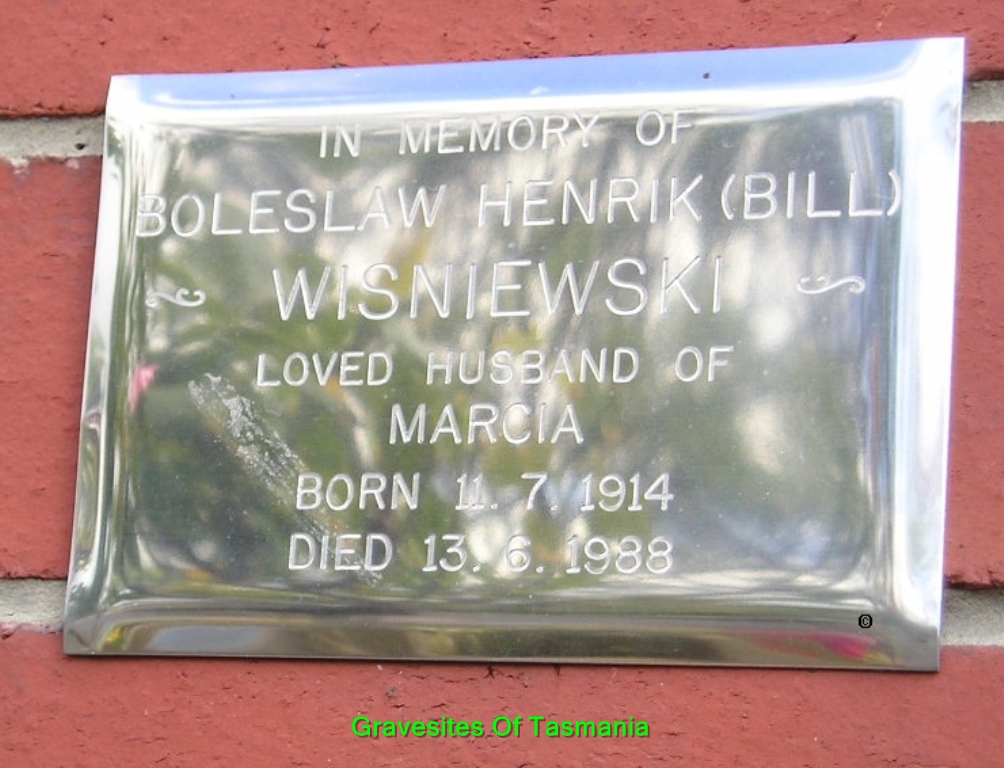 IN MEMORY OF
BOLESLAW HENRIK (BILL)
WISNIEWSKI
LOVED HUSBAND OF
MARCIA
BORN 11. 7. 1914
DIED 13. 6. 1988
©
Gravesites Of Tasmania